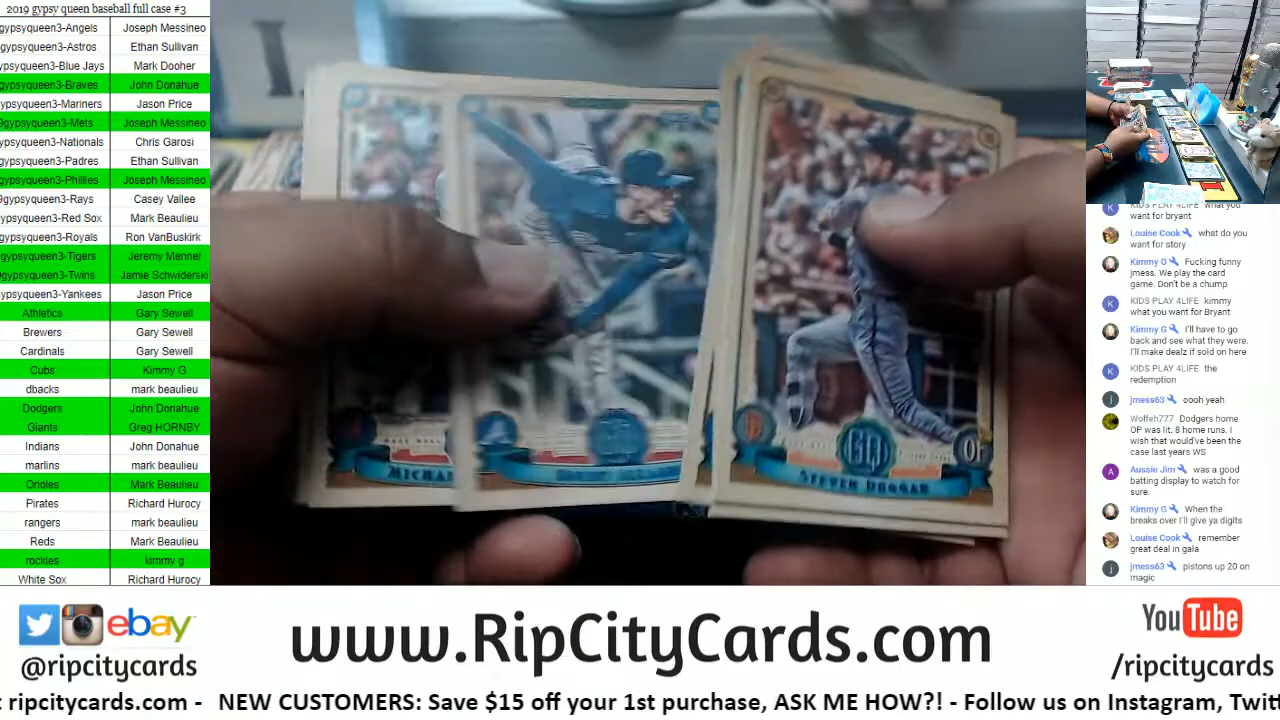 2019 gypsy queen baseball full case #3
gypsyqueen3-Angels Joseph Messineo
gypsyqueen3-Astros Ethan Sullivan
gypsyqueen3-Blue Jays Mark Dooher
gypsyqueen3-Braves John Donahue
gypsyqueen3-Mariners Jason Price
9gypsyqueen3-Mets Joseph Messineo
gypsyqueen3-Nationals Chris Garosi
gypsyqueen3-Padres Ethan Sullivan
gypsyqueen3-Phillies Joseph Messineo
9gypsyqueen3-Rays Casey Vallee
gypsyqueen3-Red Sox Mark Beaulieu
gypsyqueen3-Royals Ron VanBuskirk
gypsyqueen3-Tigers Jeremy Mennel
gypsyqueen3-Twins Jamie Schwiderski
ypsyqueen3-Yankees Jason Price
Athletics Gary Sewell
Brewers Gary Sewell
Cardinals Gary Sewell
Cubs Kimmy G
dbacks mark beaulieu
Dodgers John Donahue
Giants Greg HORNBY
Indians John Donahue
marlins mark beaulieu
Orioles Mark Beaulieu
Pirates Richard Hurocy
rangers mark beaulieu
Reds Mark Beaulieu
rockies kimmy g
White Sox Richard Hurocy
MICHA
GQ
OF
STEVEN DUGGAR
KIDS PLAY 4LIFE what you
want for bryant
Louise Cook what do you
want for story
Kimmy G Fucking funny
jmess. We play the card
game. Don't be a chump
KIDS PLAY 4LIFE kimmy
what you want for Bryant
Kimmy G I'll have to go
back and see what they were.
I'll make dealz if sold on here
KIDS PLAY 4LIFE the
redemption
jmess63 oooh yeah
Wolfeh777 Dodgers home
OP was lit. 8 home runs. I
wish that would've been the
case last years WS
Aussie Jim was a good
batting display to watch for
sure.
Kimmy G When the
breaks over I'll give ya digits
Louise Cook remember
great deal in gala
jmess63 pistons up 20 on
magic
ebay
@ripcitycards
www.RipCityCards.com
YouTube
/ripcitycards
t ripcitycards.com - NEW CUSTOMERS: Save $15 off your 1st purchase, ASK ME HOW?! - Follow us on Instagram, Twitt